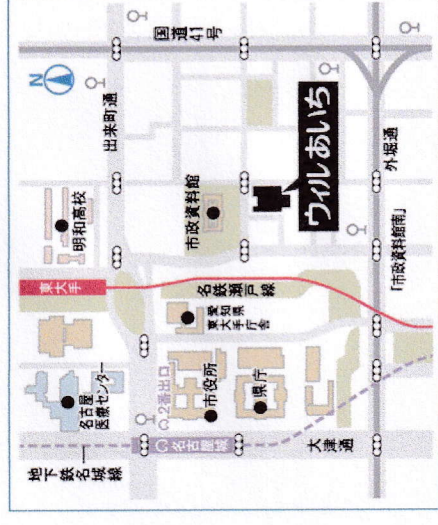 N
国道41号
出来町通
明和高校
東大手
市政資料館
ウィルあいち
名鉄瀬戸線
愛知県
東大手庁舎
名古屋
医療センター
2番出口
市役所
県庁
名古屋城
地下鉄名城線
大津通
外堀通
「市政資料館南」